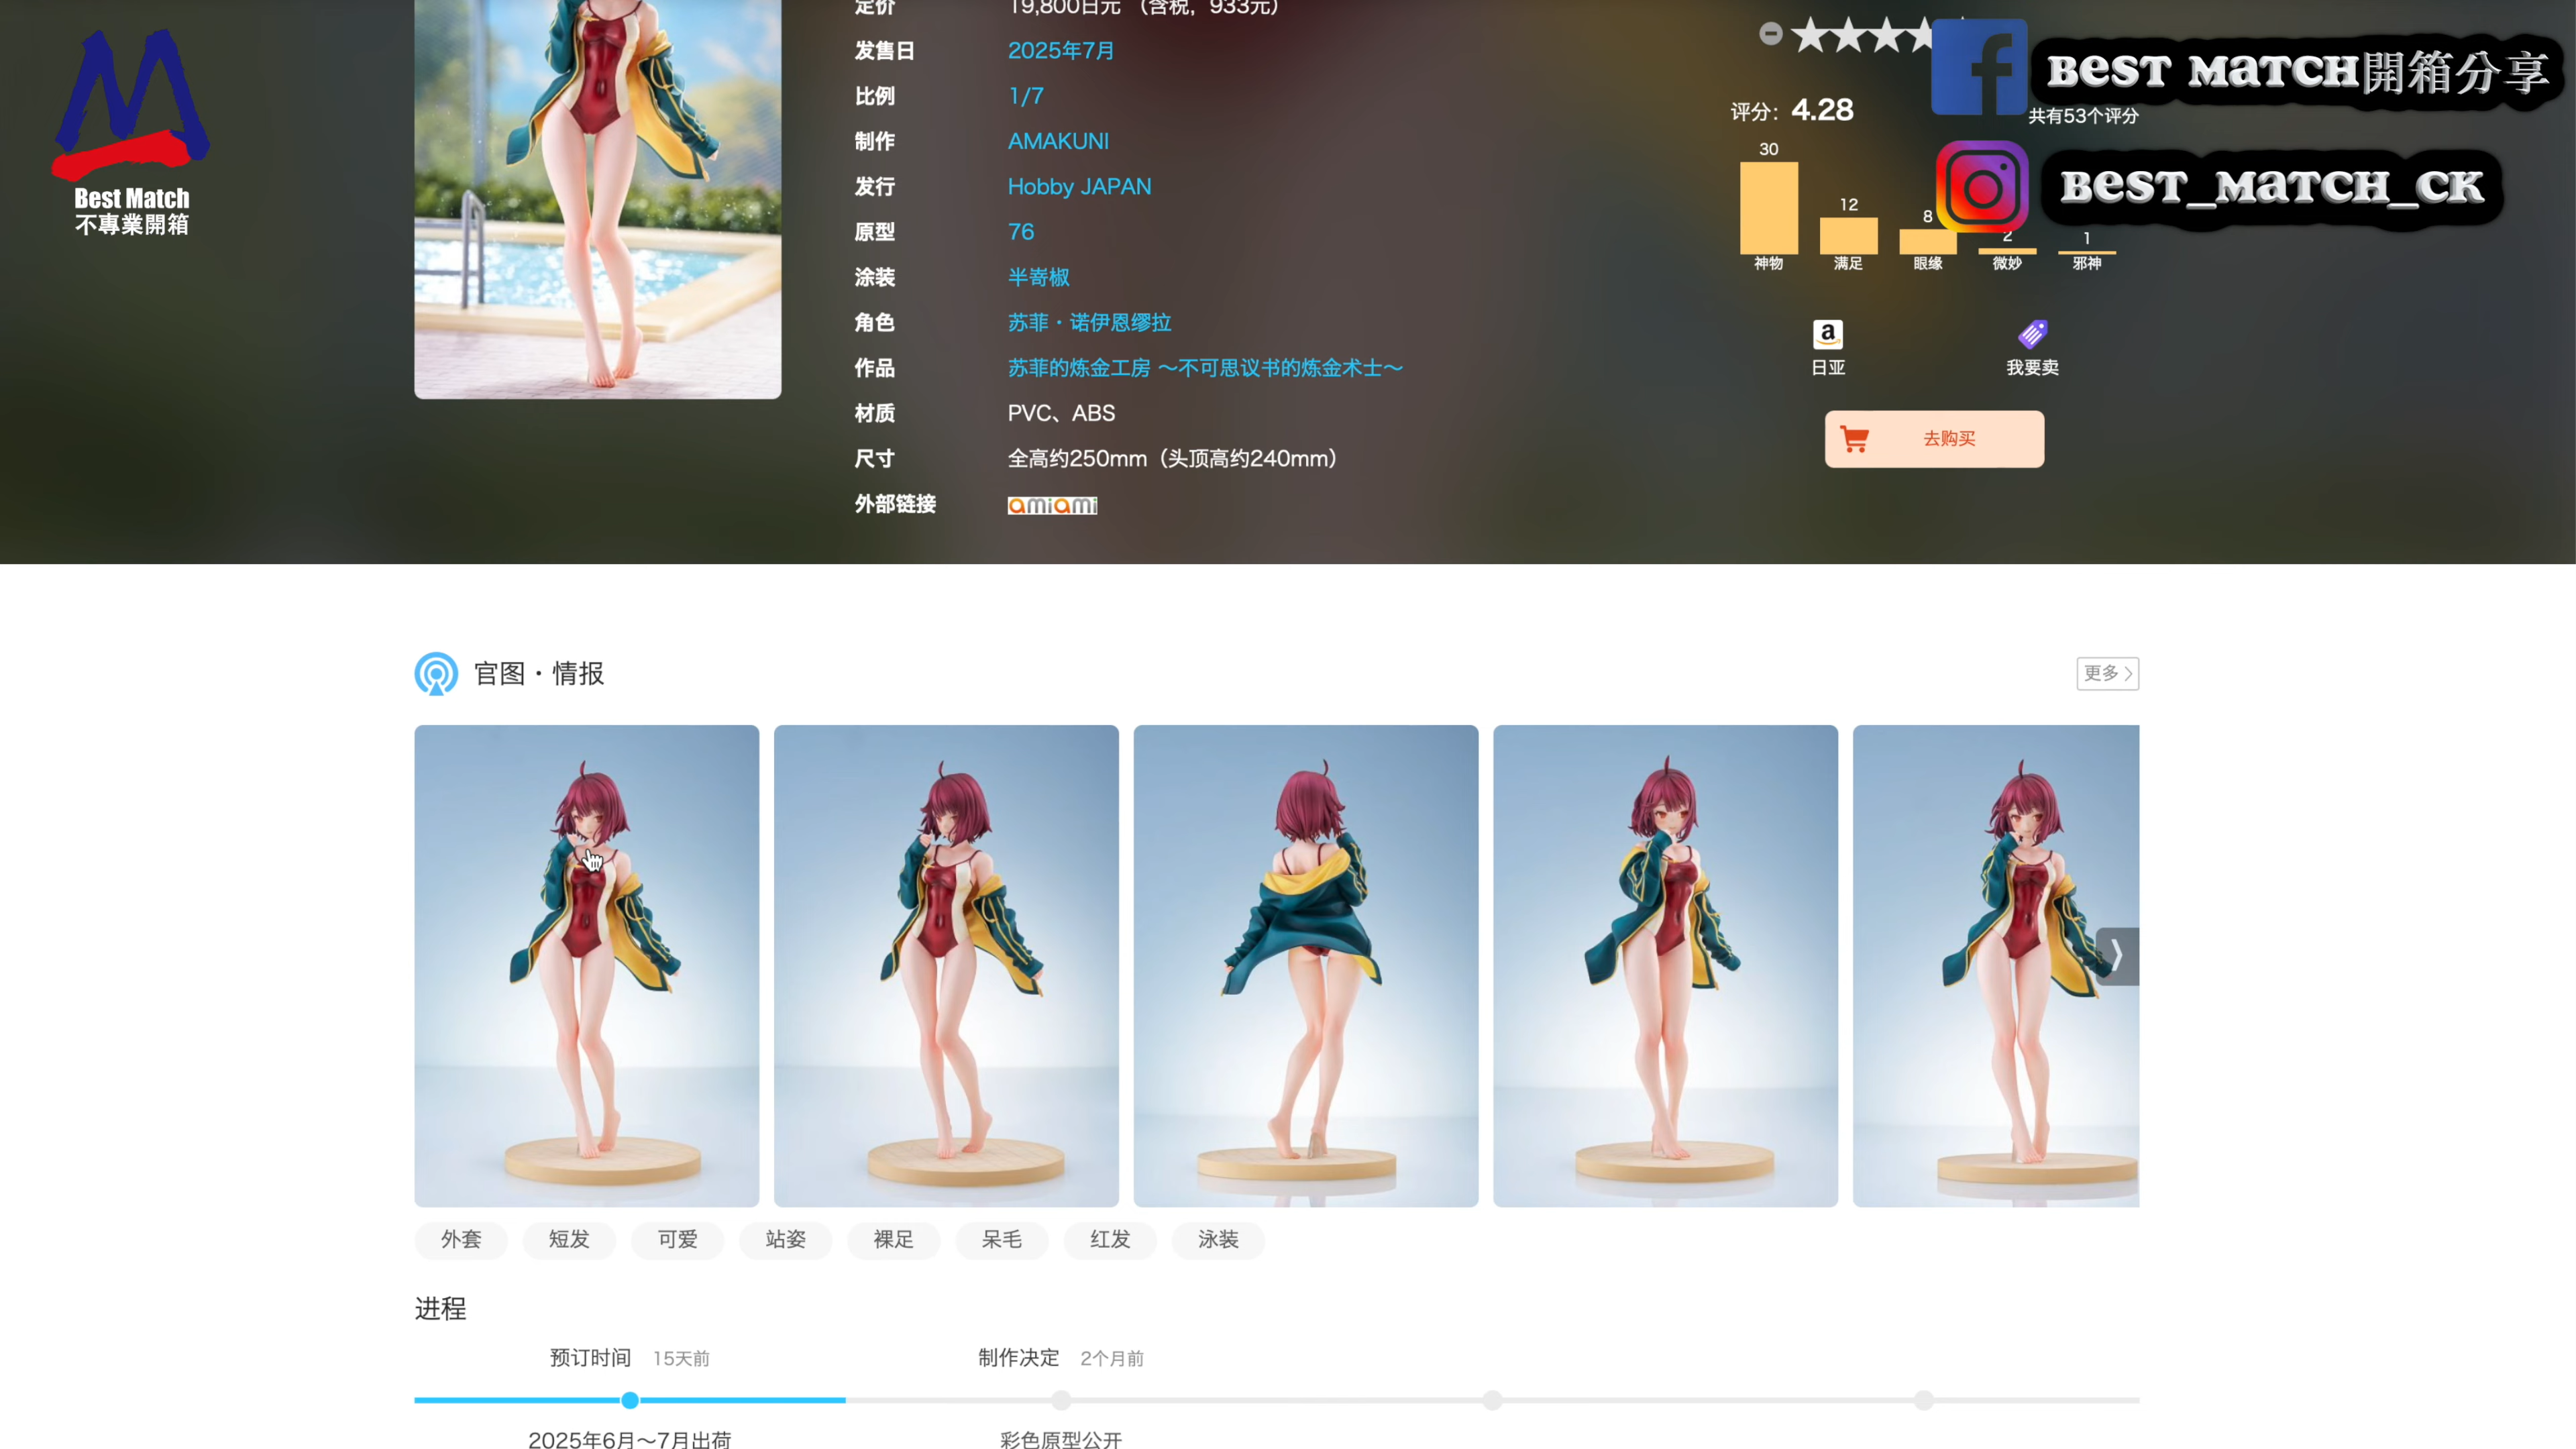 定价 19,800日元 （含税，933元）
发售日 2025年7月
比例 1/7
制作 AMAKUNI
发行 Hobby JAPAN
原型 76
涂装 半嵜椒
角色 苏菲・诺伊恩缪拉
作品 苏菲的炼金工房 ～不可思议书的炼金术士～
材质 PVC、ABS
尺寸 全高约250mm（头顶高约240mm）
外部链接 amiami
Best Match
不專業開箱
BEST MATCH開箱分享
BEST_MATCH_CK
评分：4.28
共有53个评分
30 12 8 2 1
神物 满足 眼缘 微妙 邪神
日亚 我要卖
去购买
官图・情报
更多
外套 短发 可爱 站姿 裸足 呆毛 红发 泳装
进程
预订时间 15天前 制作决定 2个月前
2025年6月～7月出荷 彩色原型公开